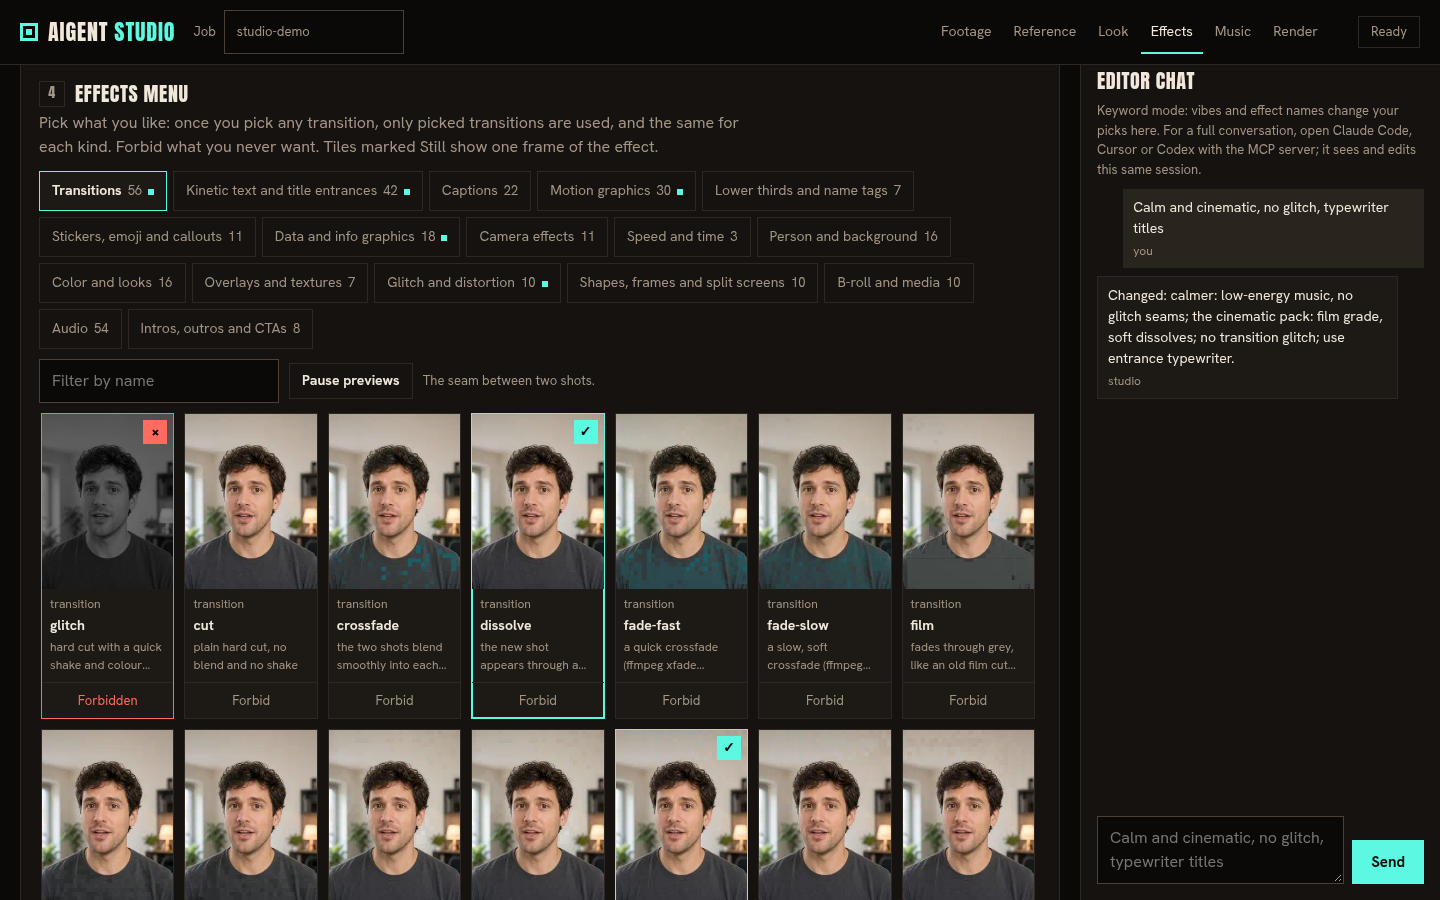 AIGENT STUDIO
Job
studio-demo
Footage
Reference
Look
Effects
Music
Render
Ready
4
EFFECTS MENU
Pick what you like: once you pick any transition, only picked transitions are used, and the same for
each kind. Forbid what you never want. Tiles marked Still show one frame of the effect.
Transitions 56
Kinetic text and title entrances 42
Captions 22
Motion graphics 30
Lower thirds and name tags 7
Stickers, emoji and callouts 11
Data and info graphics 18
Camera effects 11
Speed and time 3
Person and background 16
Color and looks 16
Overlays and textures 7
Glitch and distortion 10
Shapes, frames and split screens 10
B-roll and media 10
Audio 54
Intros, outros and CTAs 8
Filter by name
Pause previews
The seam between two shots.
transition
glitch
hard cut with a quick
shake and colour...
Forbidden
transition
cut
plain hard cut, no
blend and no shake
Forbid
transition
crossfade
the two shots blend
smoothly into each...
Forbid
transition
dissolve
the new shot
appears through a...
Forbid
transition
fade-fast
a quick crossfade
(ffmpeg xfade...
Forbid
transition
fade-slow
a slow, soft
crossfade (ffmpeg...
Forbid
transition
film
fades through grey,
like an old film cut...
Forbid
EDITOR CHAT
Keyword mode: vibes and effect names change your
picks here. For a full conversation, open Claude Code,
Cursor or Codex with the MCP server; it sees and edits
this same session.
Calm and cinematic, no glitch, typewriter
titles
you
Changed: calmer: low-energy music, no
glitch seams; the cinematic pack: film grade,
soft dissolves; no transition glitch; use
entrance typewriter.
studio
Calm and cinematic, no glitch,
typewriter titles
Send